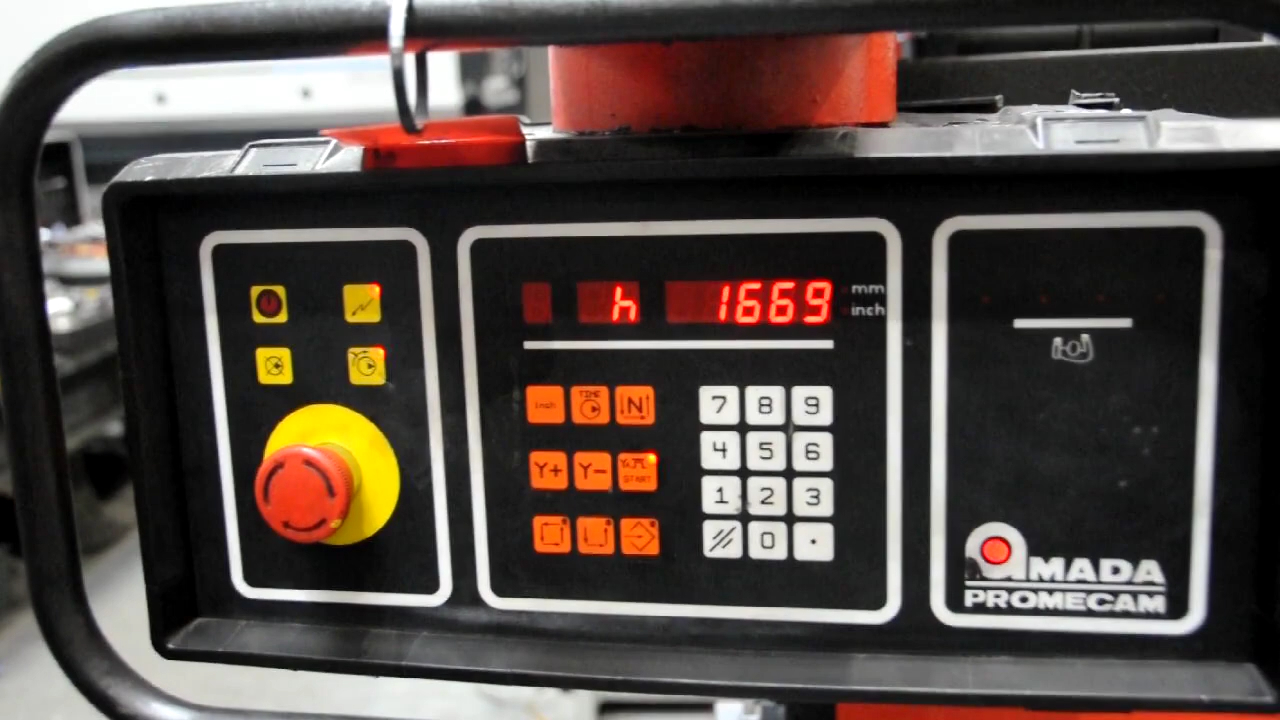 h 1669
mm
inch
inch TIME N
Y+ Y-
START
7 8 9
4 5 6
1 2 3
// 0 .
AMADA
PROMECAM